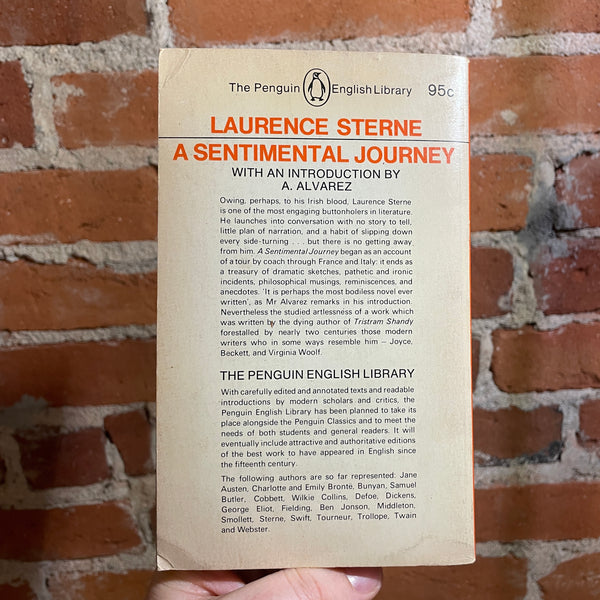 The Penguin English Library 95c
LAURENCE STERNE
A SENTIMENTAL JOURNEY
WITH AN INTRODUCTION BY
A. ALVAREZ
Owing, perhaps, to his Irish blood, Laurence Sterne
is one of the most engaging buttonholers in literature.
He launches into conversation with no story to tell,
little plan of narration, and a habit of slipping down
every side-turning . . . but there is no getting away
from him. A Sentimental Journey began as an account
of a tour by coach through France and Italy: it ends as
a treasury of dramatic sketches, pathetic and ironic
incidents, philosophical musings, reminiscences, and
anecdotes. 'It is perhaps the most bodiless novel ever
written', as Mr Alvarez remarks in his introduction.
Nevertheless the studied artlessness of a work which
was written by the dying author of Tristram Shandy
forestalled by nearly two centuries those modern
writers who in some ways resemble him – Joyce,
Beckett, and Virginia Woolf.
THE PENGUIN ENGLISH LIBRARY
With carefully edited and annotated texts and readable
introductions by modern scholars and critics, the
Penguin English Library has been planned to take its
place alongside the Penguin Classics and to meet the
needs of both students and general readers. It will
eventually include attractive and authoritative editions
of the best work to have appeared in English since
the fifteenth century.
The following authors are so far represented: Jane
Austen, Charlotte and Emily Brontë, Bunyan, Samuel
Butler, Cobbett, Wilkie Collins, Defoe, Dickens,
George Eliot, Fielding, Ben Jonson, Middleton,
Smollett, Sterne, Swift, Tourneur, Trollope, Twain
and Webster.